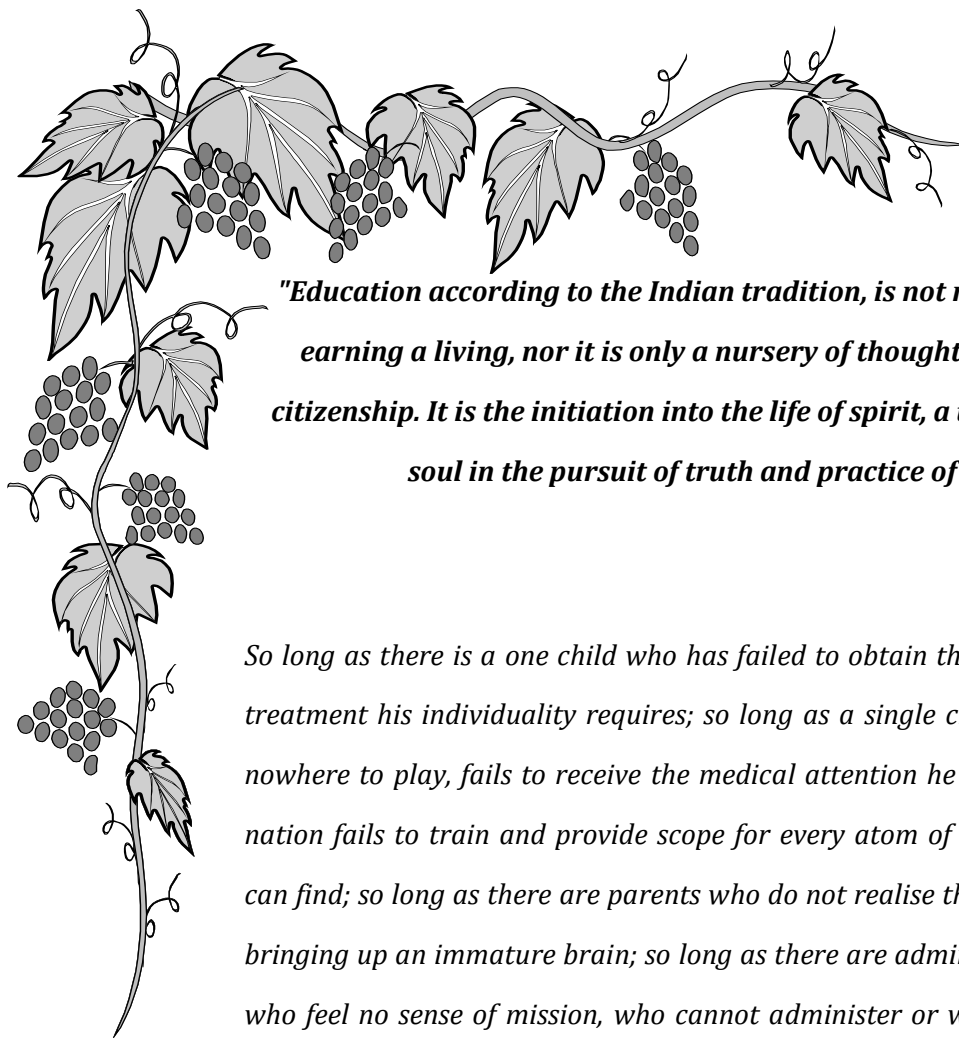 "Education according to the Indian tradition, is not
earning a living, nor it is only a nursery of thought
citizenship. It is the initiation into the life of spirit, a
soul in the pursuit of truth and practice of
So long as there is a one child who has failed to obtain
treatment his individuality requires; so long as a single
nowhere to play, fails to receive the medical attention he
nation fails to train and provide scope for every atom of
can find; so long as there are parents who do not realise
bringing up an immature brain; so long as there are
who feel no sense of mission, who cannot administer or